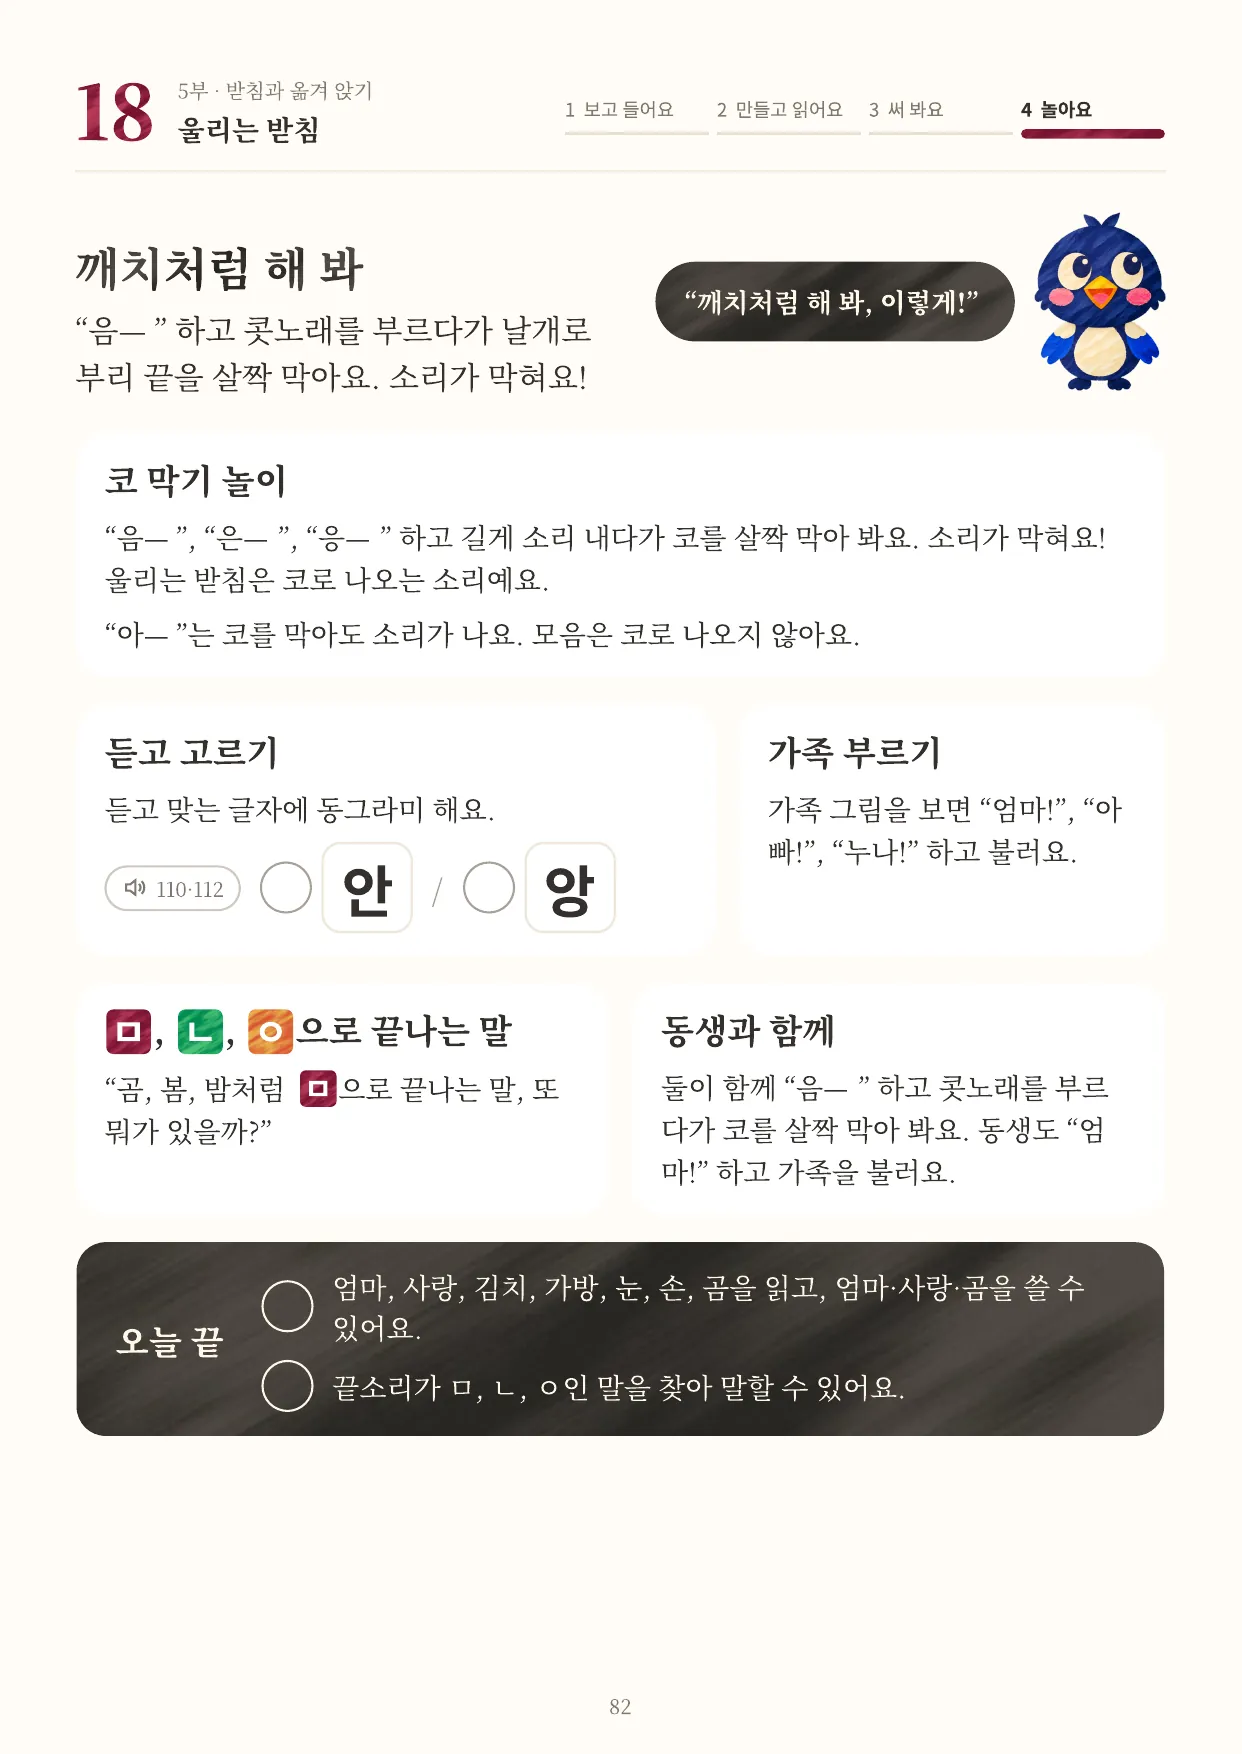 18
5부 · 받침과 옮겨 앉기
울리는 받침
1 보고 들어요
2 만들고 읽어요
3 써 봐요
4 놀아요
깨치처럼 해 봐
“음— ” 하고 콧노래를 부르다가 날개로
부리 끝을 살짝 막아요. 소리가 막혀요!
“깨치처럼 해 봐, 이렇게!”
코 막기 놀이
“음— ”, “은— ”, “응— ” 하고 길게 소리 내다가 코를 살짝 막아 봐요. 소리가 막혀요!
울리는 받침은 코로 나오는 소리예요.
“아— ”는 코를 막아도 소리가 나요. 모음은 코로 나오지 않아요.
듣고 고르기
듣고 맞는 글자에 동그라미 해요.
110·112 안 / 앙
가족 부르기
가족 그림을 보면 “엄마!”, “아
빠!”, “누나!” 하고 불러요.
ㅁ, ㄴ, ㅇ으로 끝나는 말
“곰, 봄, 밤처럼 ㅁ으로 끝나는 말, 또
뭐가 있을까?”
동생과 함께
둘이 함께 “음— ” 하고 콧노래를 부르
다가 코를 살짝 막아 봐요. 동생도 “엄
마!” 하고 가족을 불러요.
오늘 끝
엄마, 사랑, 김치, 가방, 눈, 손, 곰을 읽고, 엄마·사랑·곰을 쓸 수
있어요.
끝소리가 ㅁ, ㄴ, ㅇ인 말을 찾아 말할 수 있어요.
82